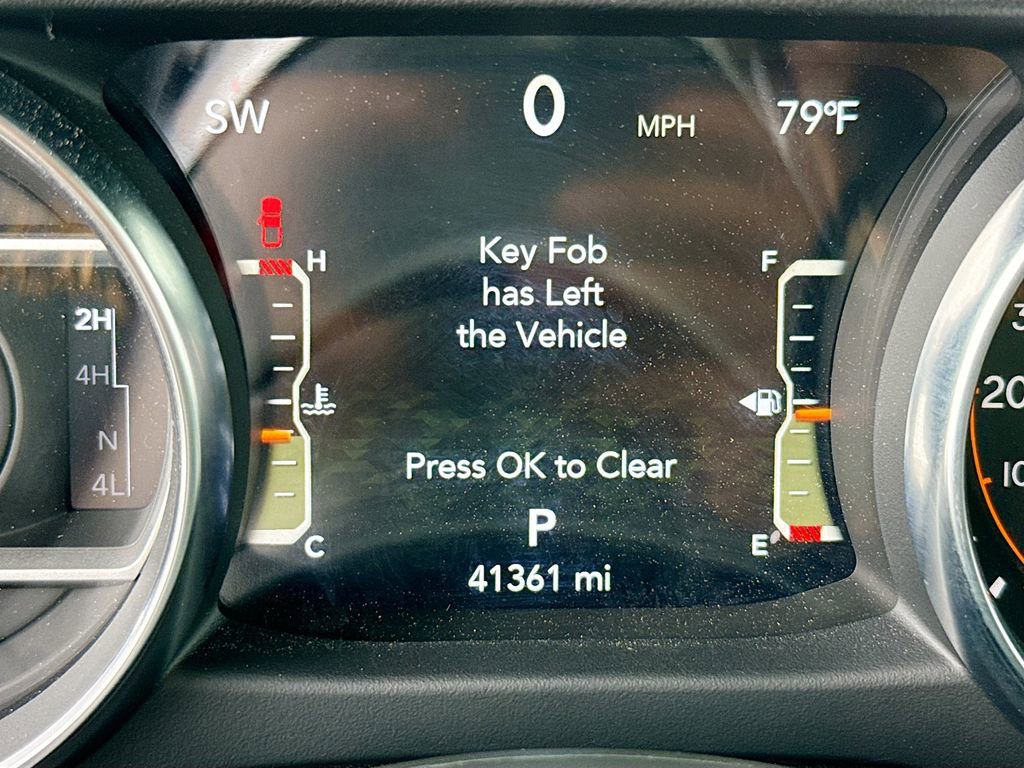 SW 0 MPH 79°F
H F
Key Fob
has Left
the Vehicle
2H
4H
N
4L
Press OK to Clear
P
C E
41361 mi
20